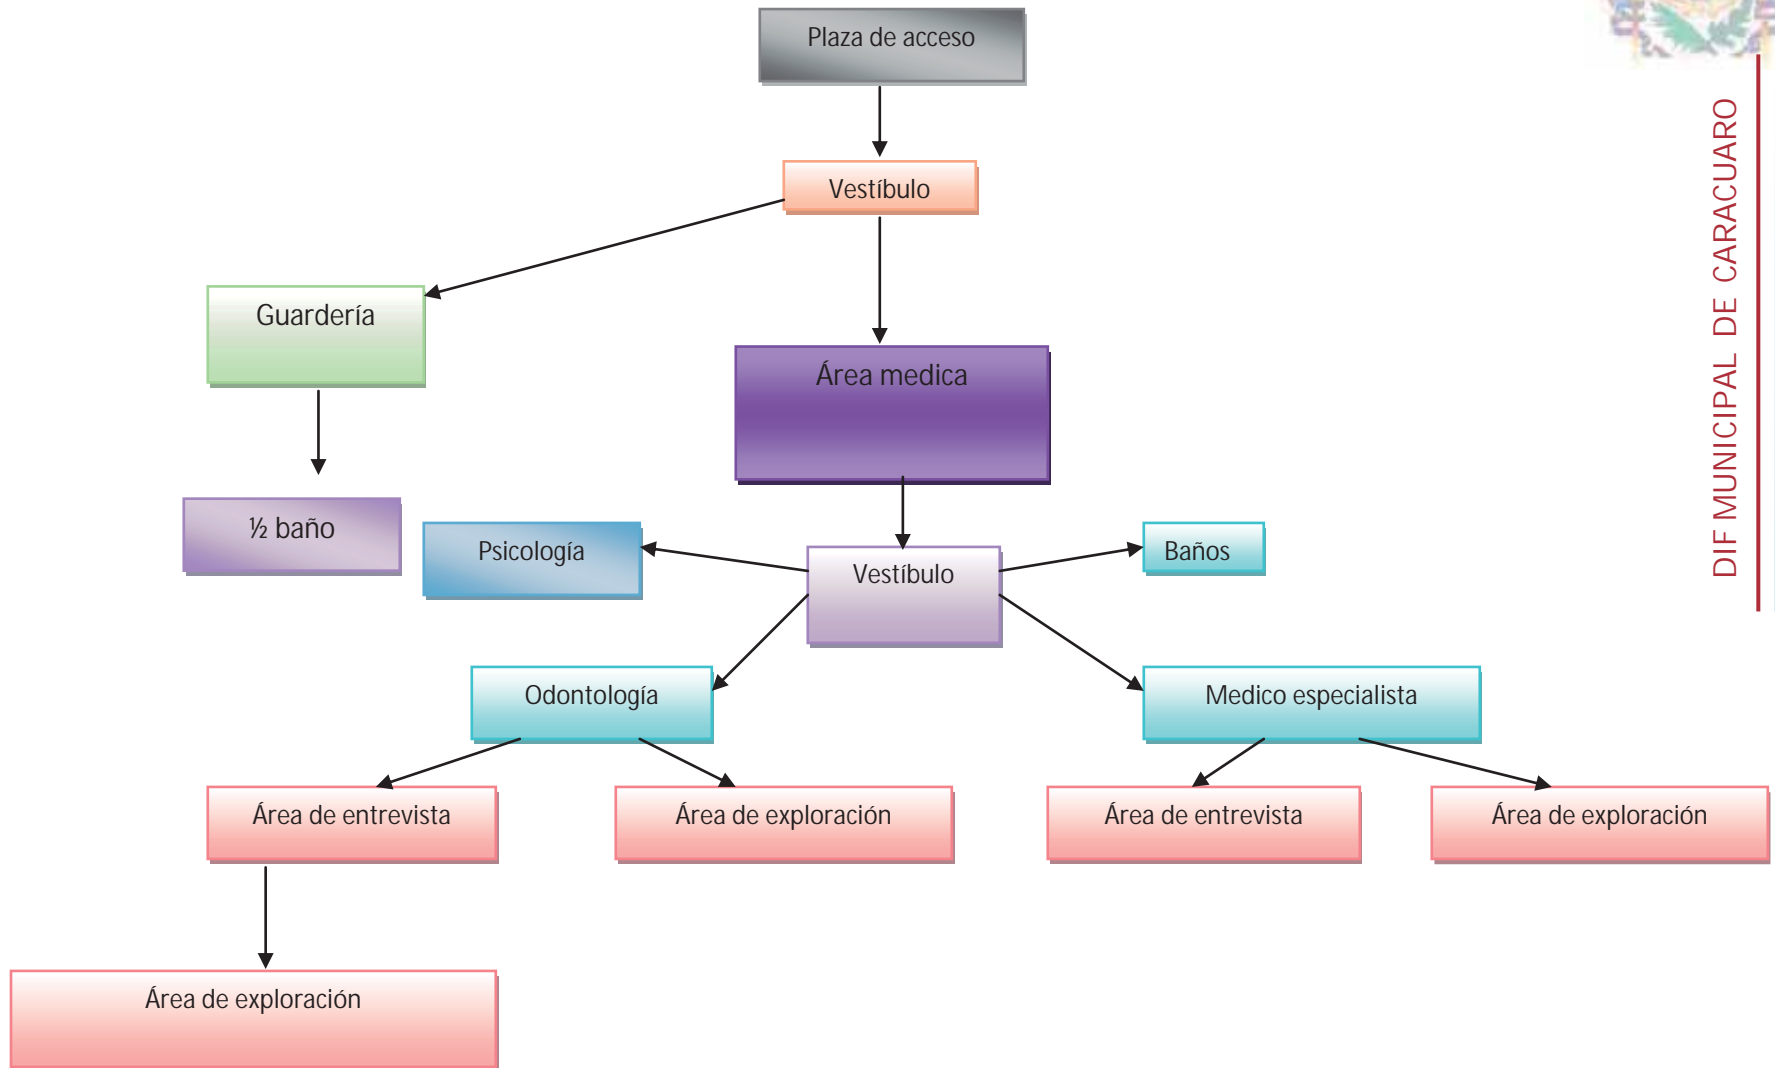 Plaza de acceso
Vestíbulo
Guardería
Área medica
½ baño
Psicología
Vestíbulo
Baños
Odontología
Medico especialista
Área de entrevista
Área de exploración
Área de entrevista
Área de exploración
Área de exploración
DIF MUNICIPAL DE CARACUARO